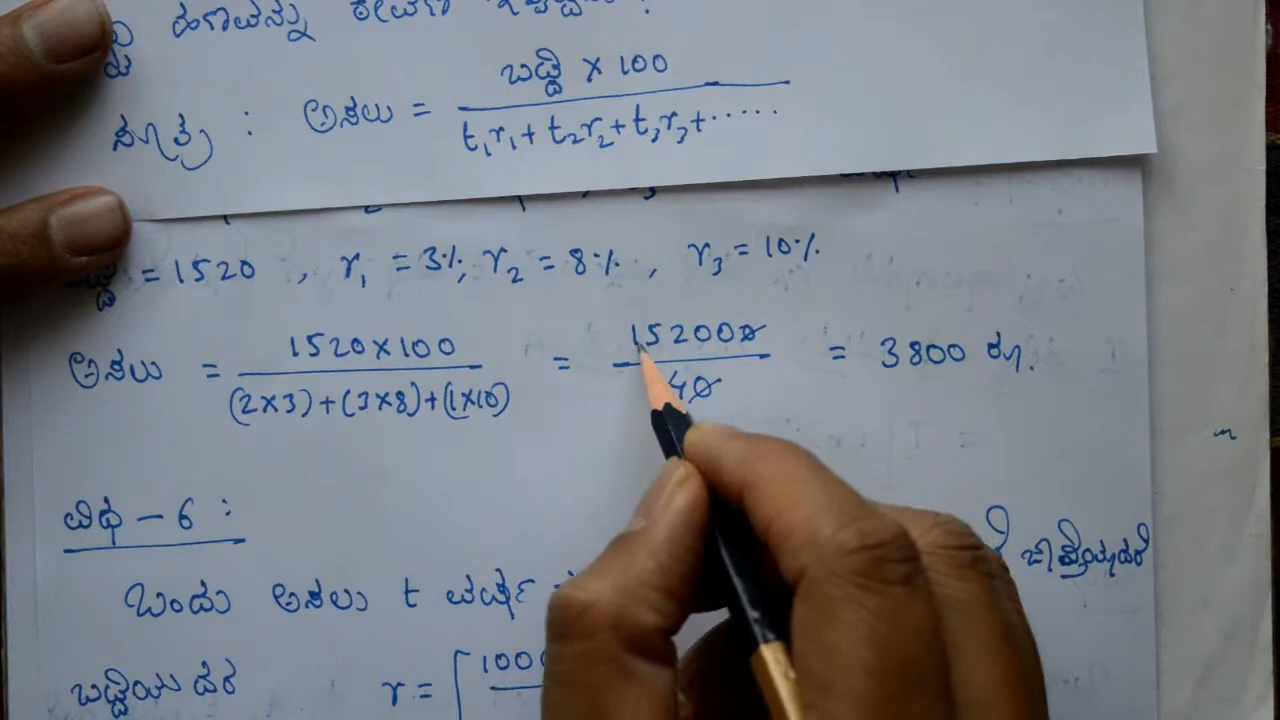 ಸೂತ್ರ : ಅಸಲು = ಬಡ್ಡಿ × 100 / t₁r₁ + t₂r₂ + t₃r₃ + ......
= 1520 , r₁ = 3%, r₂ = 8% , r₃ = 10%
ಅಸಲು = 1520×100 / (2×3)+(3×8)+(1×10) = 152000 / 40 = 3800 ರೂ.
ವಿಧ – 6 :
ಒಂದು ಅಸಲು t ವರ್ಷ
ಬಡ್ಡಿಯ ದರ r = [ 100